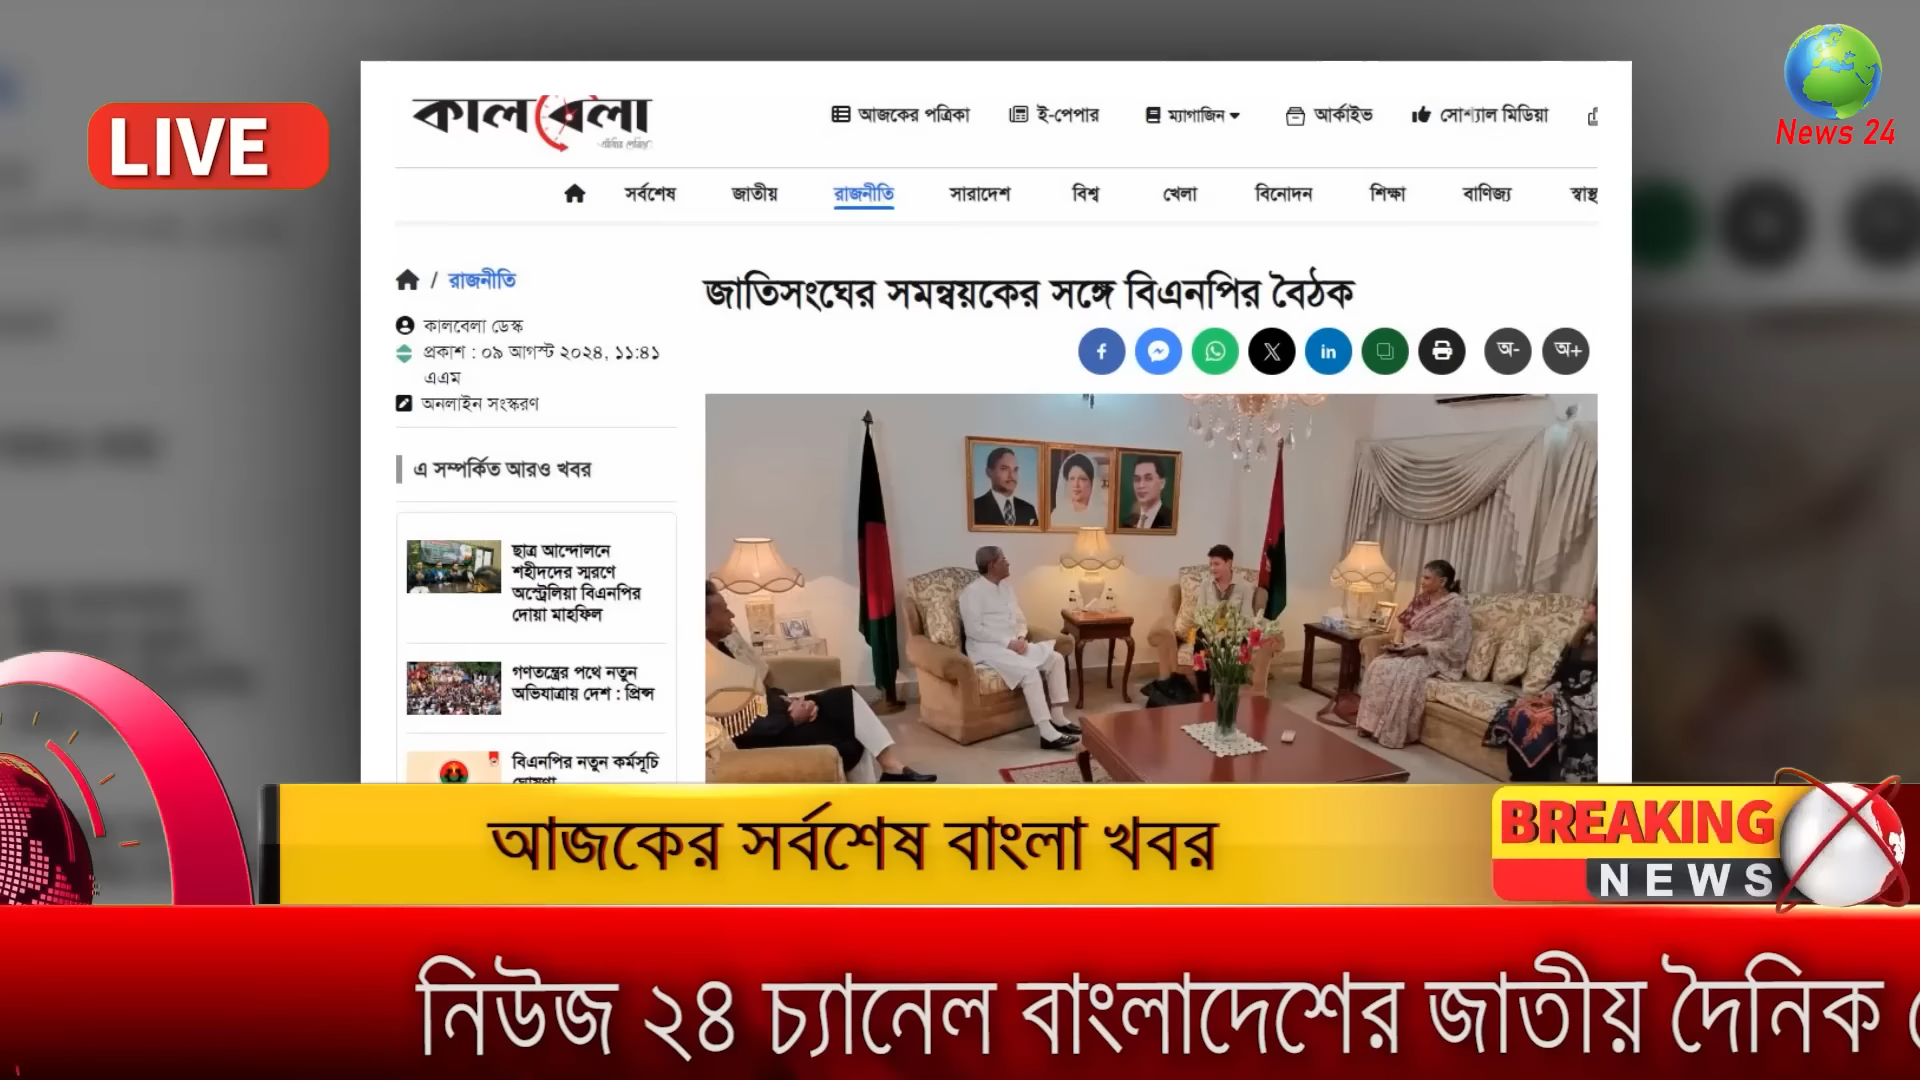 LIVE
News 24
কালবেলা
আজকের পত্রিকা ই-পেপার ম্যাগাজিন আর্কাইভ সোশ্যাল মিডিয়া
সর্বশেষ জাতীয় রাজনীতি সারাদেশ বিশ্ব খেলা বিনোদন শিক্ষা বাণিজ্য
/ রাজনীতি
কালবেলা ডেস্ক
প্রকাশ : ০৯ আগস্ট ২০২৪, ১১:৪১
এএম
অনলাইন সংস্করণ
এ সম্পর্কিত আরও খবর
ছাত্র আন্দোলনে
শহীদদের স্মরণে
অস্ট্রেলিয়া বিএনপির
দোয়া মাহফিল
গণতন্ত্রের পথে নতুন
অভিযাত্রায় দেশ : প্রিন্স
বিএনপির নতুন কর্মসূচি
ঘোষণা
জাতিসংঘের সমন্বয়কের সঙ্গে বিএনপির বৈঠক
f in অ- অ+
আজকের সর্বশেষ বাংলা খবর
BREAKING
NEWS
নিউজ ২৪ চ্যানেল বাংলাদেশের জাতীয় দৈনিক